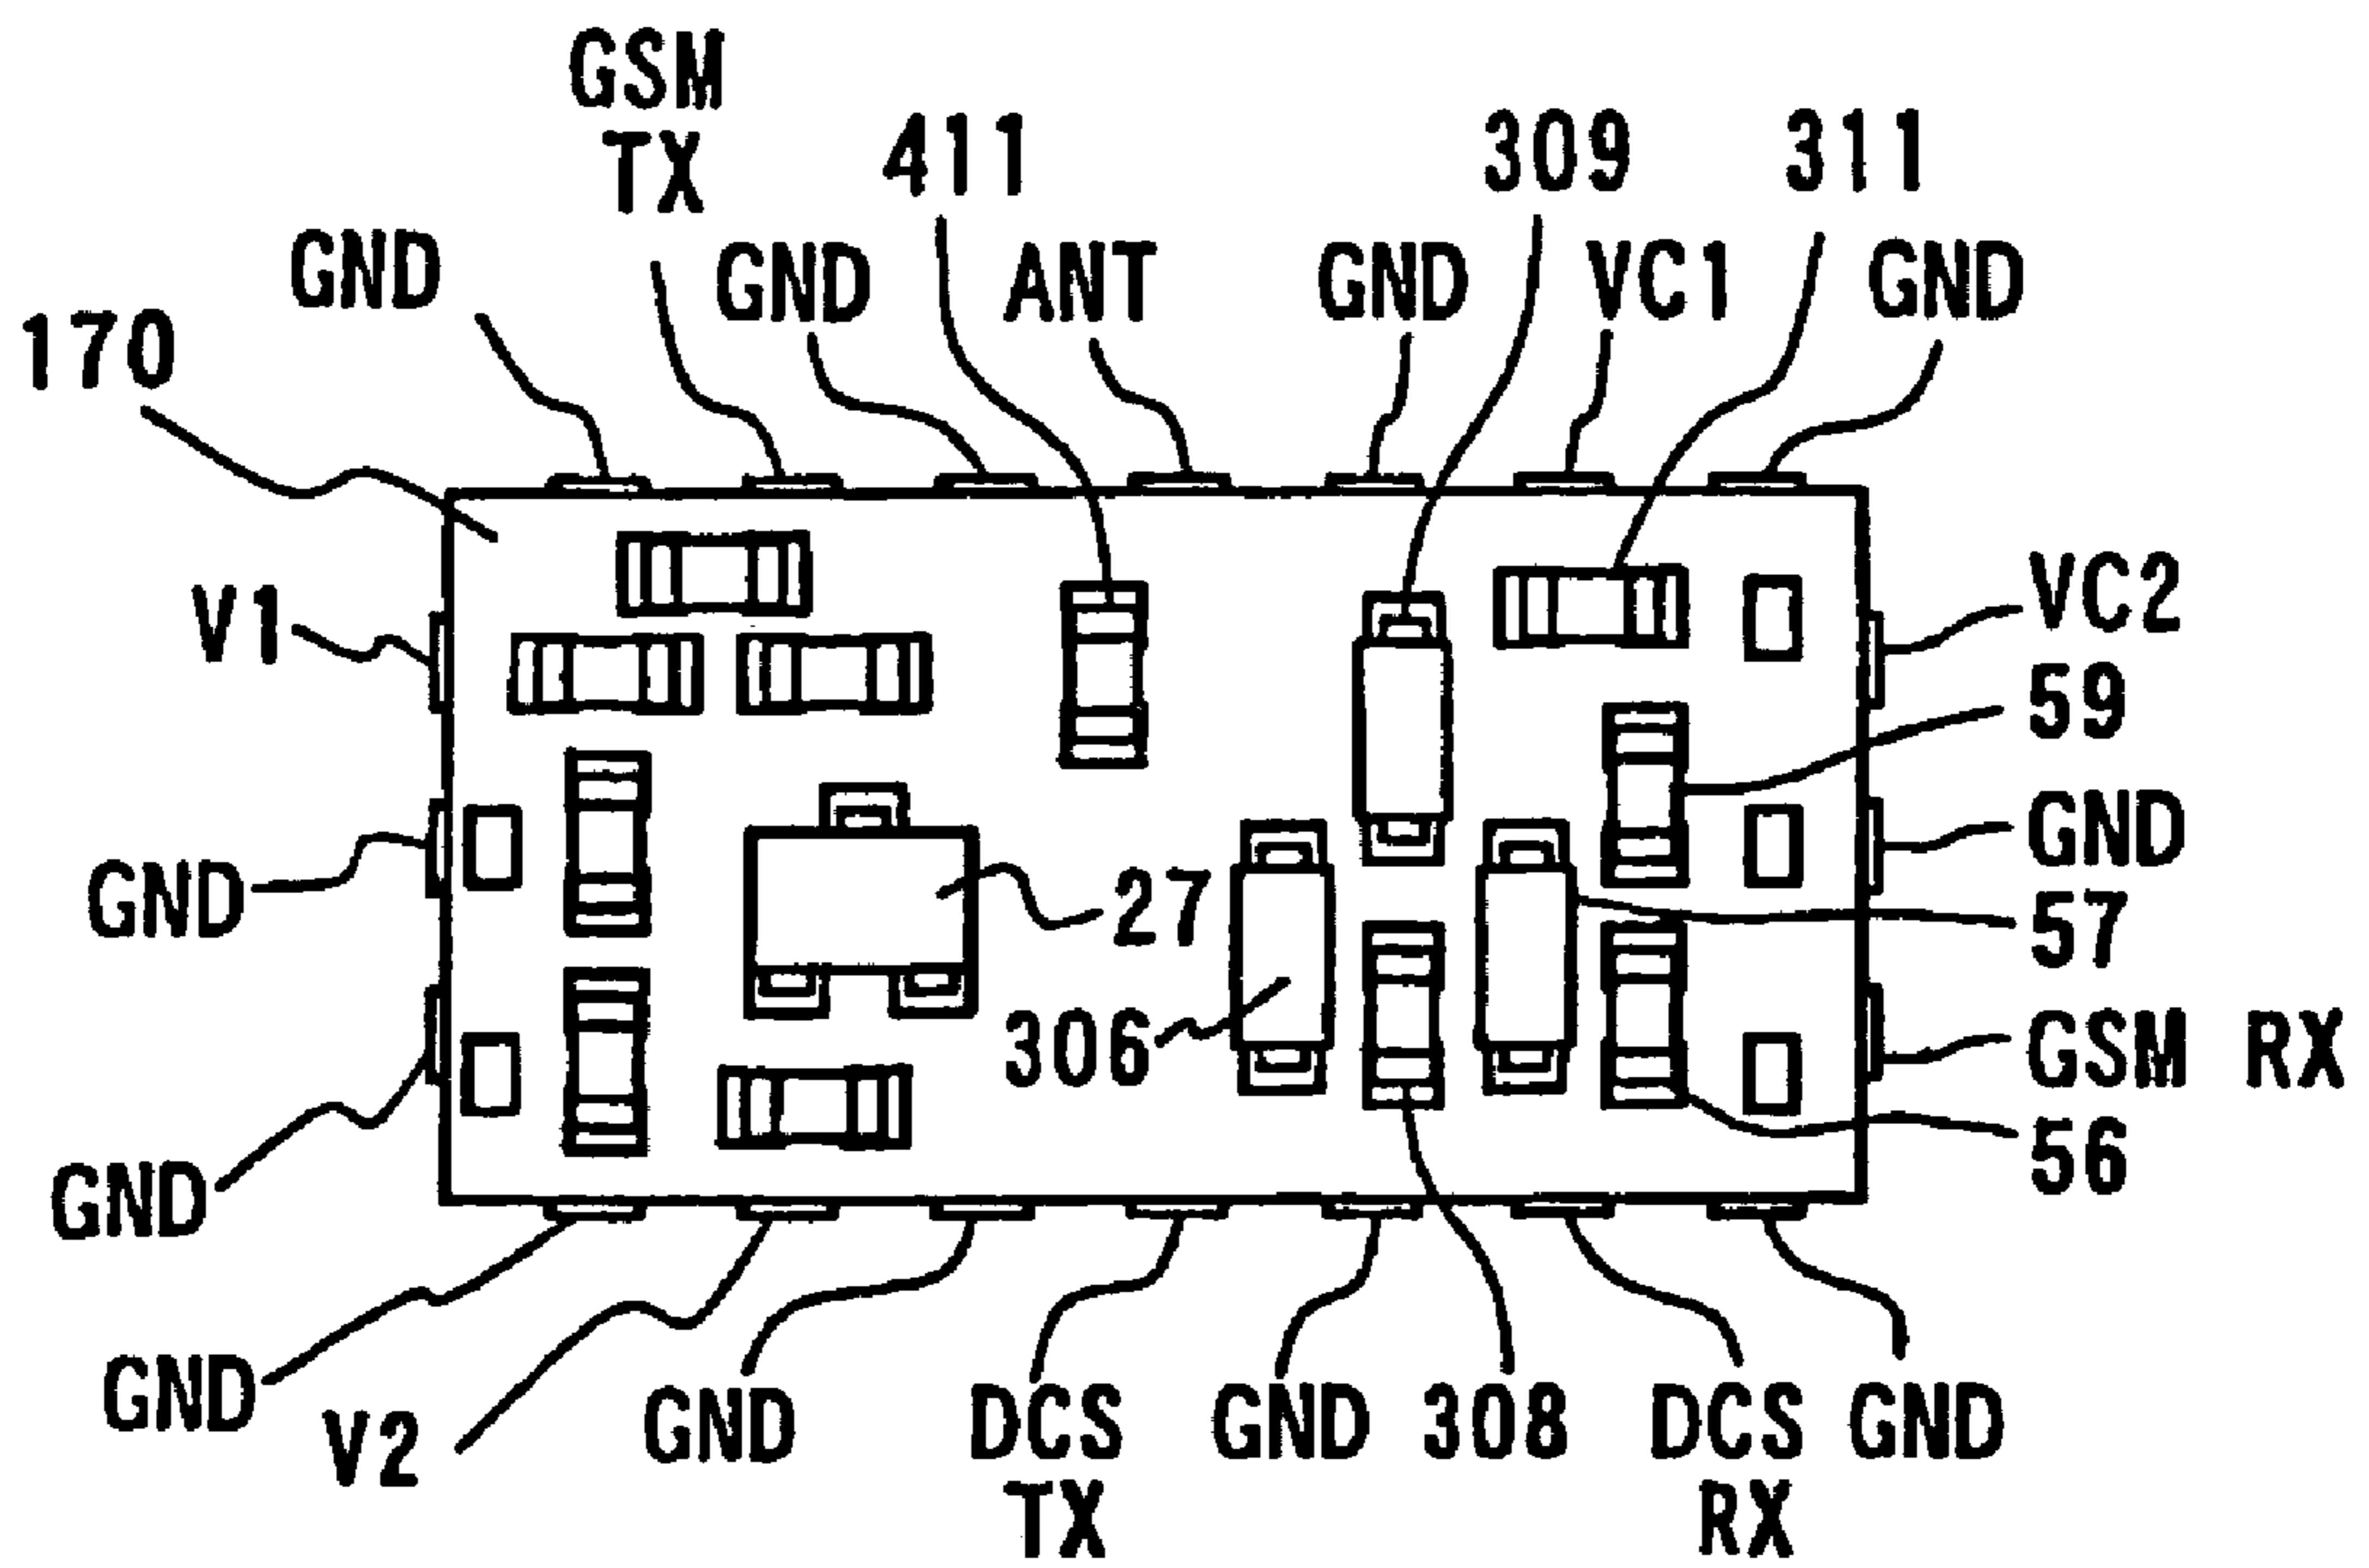 GSM
TX
411
309
311
GND
GND
ANT
GND
VC1
GND
170
V1
VC2
59
GND
27
GND
57
306
GSM RX
56
GND
GND
V2
GND
DCS
TX
GND
308
DCS
RX
GND